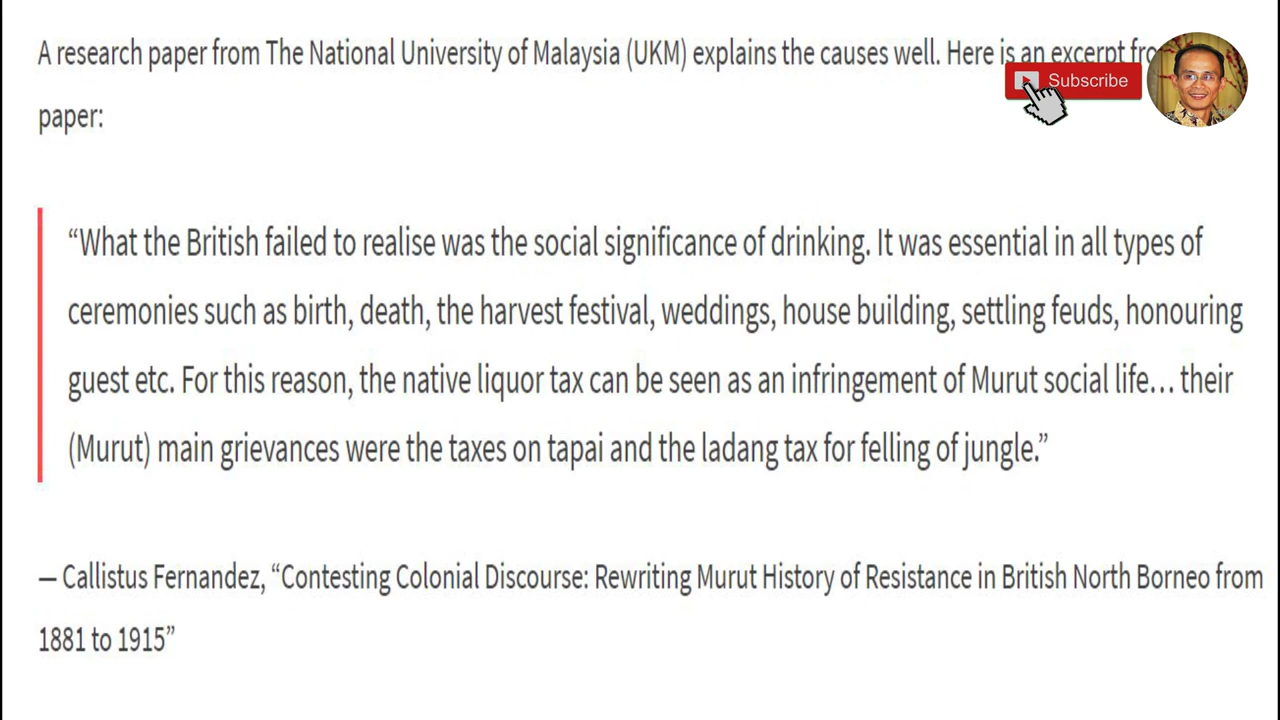 A research paper from The National University of Malaysia (UKM) explains the causes well. Here is an excerpt
Subscribe
paper:
“What the British failed to realise was the social significance of drinking. It was essential in all types of
ceremonies such as birth, death, the harvest festival, weddings, house building, settling feuds, honouring
guest etc. For this reason, the native liquor tax can be seen as an infringement of Murut social life… their
(Murut) main grievances were the taxes on tapai and the ladang tax for felling of jungle.”
— Callistus Fernandez, “Contesting Colonial Discourse: Rewriting Murut History of Resistance in British North Borneo from
1881 to 1915”